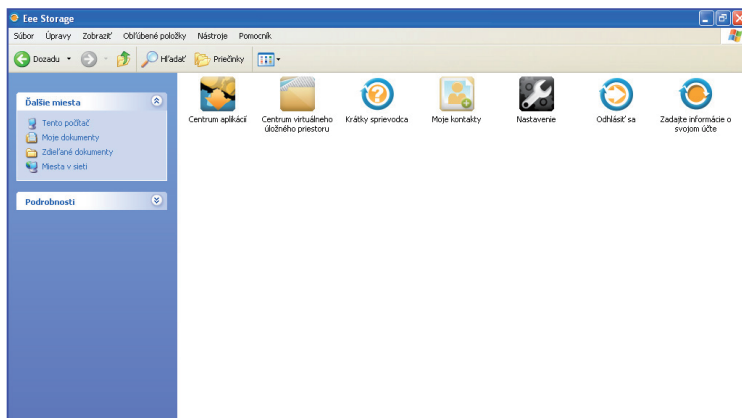 Eee Storage
Súbor Úpravy Zobraziť Obľúbené položky Nástroje Pomocník
Dozadu Hľadať Priečinky
Ďalšie miesta
Tento počítač
Moje dokumenty
Zdieľané dokumenty
Miesta v sieti
Podrobnosti
Centrum aplikácií
Centrum virtuálneho
úložného priestoru
Krátky sprievodca
Moje kontakty
Nastavenie
Odhlásiť sa
Zadajte informácie o
svojom účte